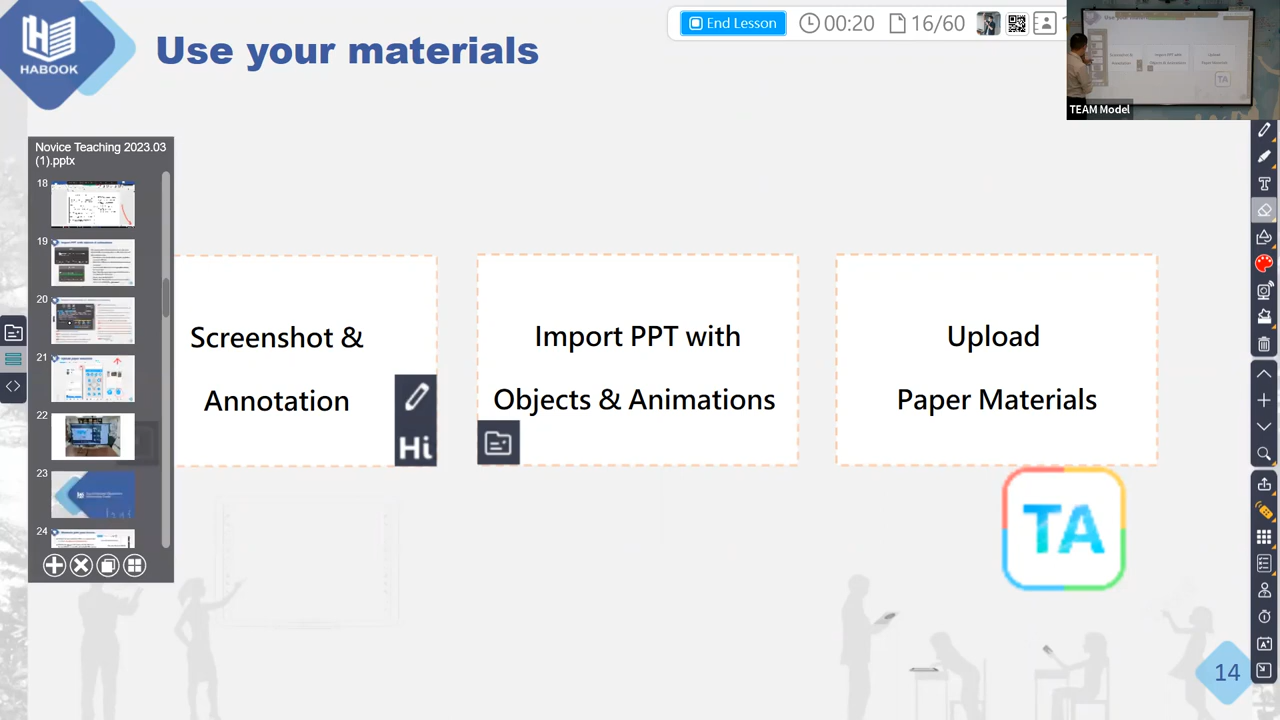 HABOOK
Use your materials
End Lesson
00:20
16/60
TEAM Model
Novice Teaching 2023.03
(1).pptx
18
19
20
21
22
23
24
Screenshot &
Annotation
Hi
Import PPT with
Objects & Animations
Upload
Paper Materials
TA
14